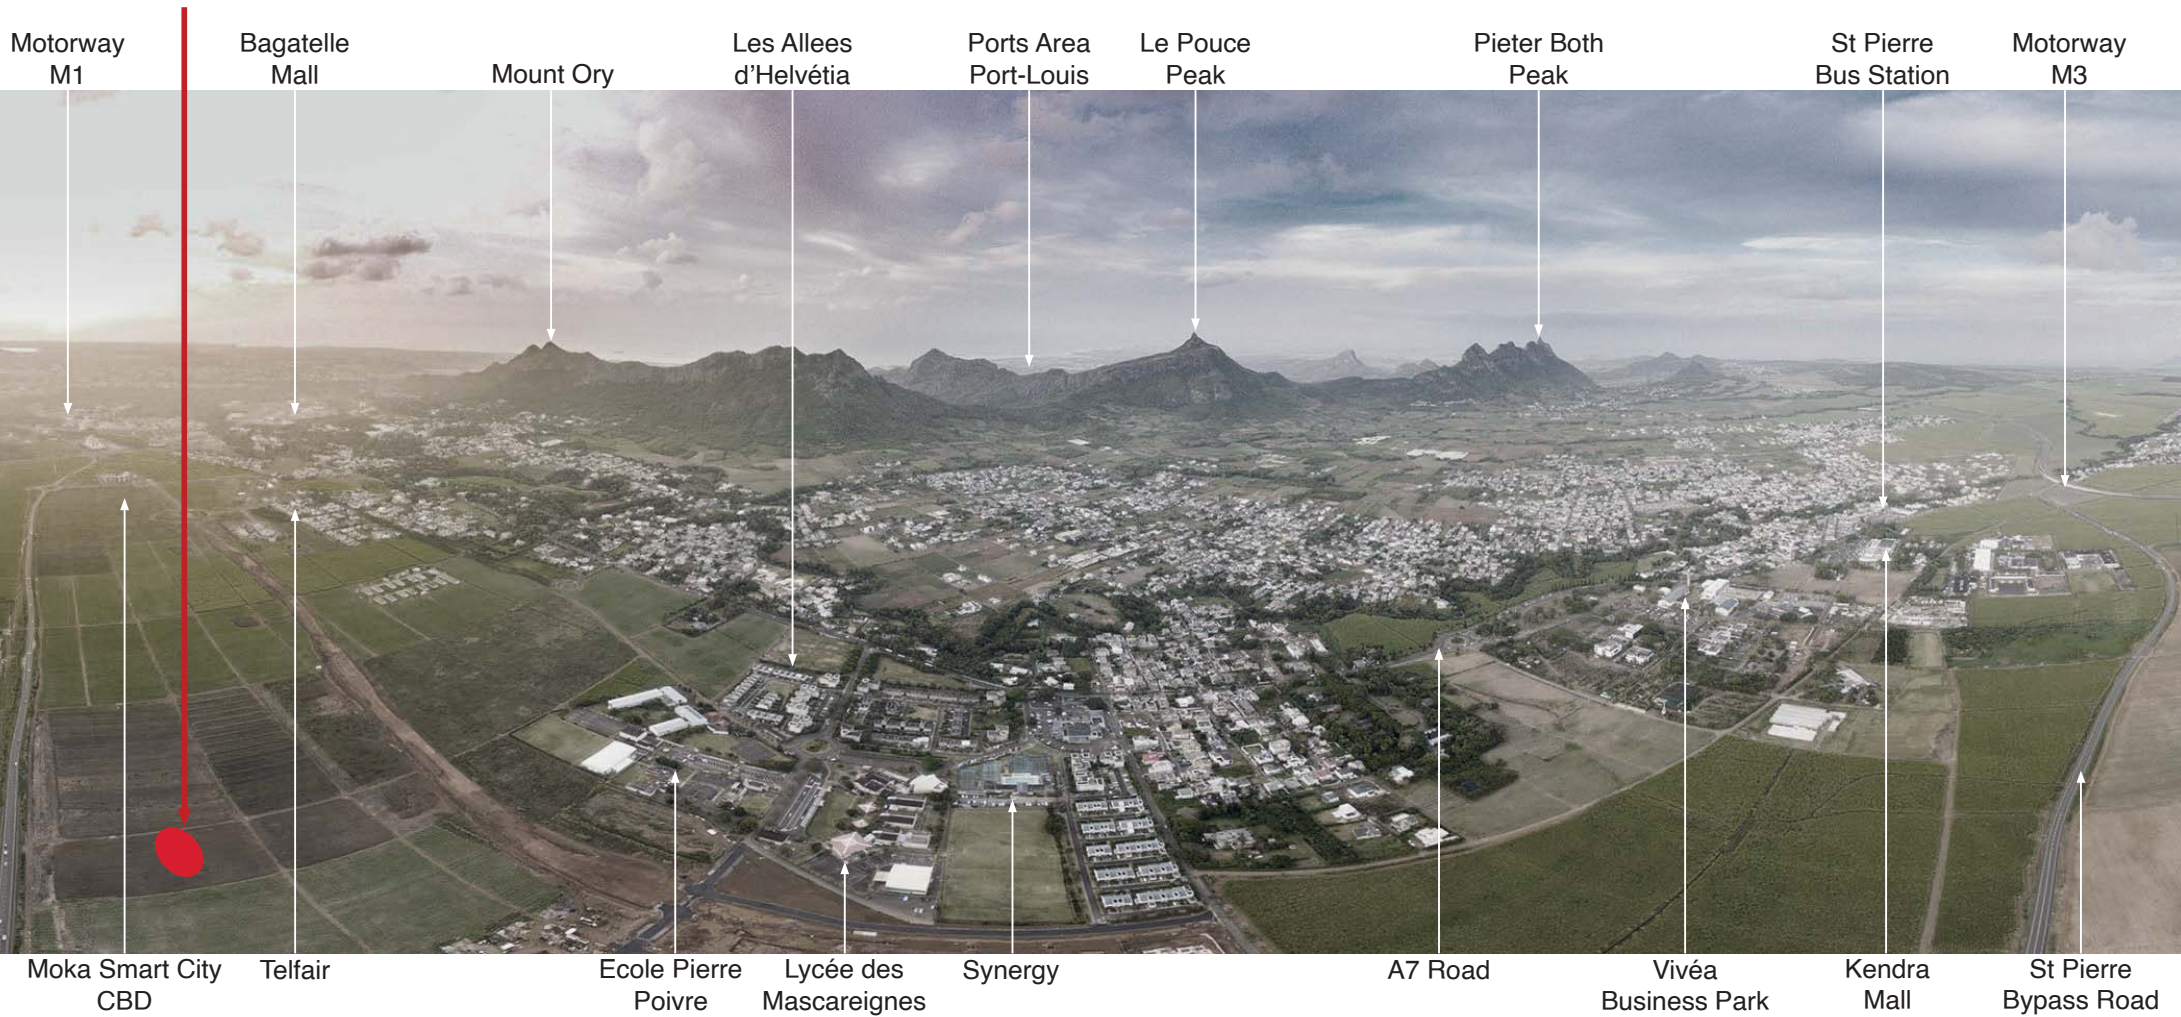 Motorway
M1
Bagatelle
Mall
Mount Ory
Les Allees
d'Helvétia
Ports Area
Port-Louis
Le Pouce
Peak
Pieter Both
Peak
St Pierre
Bus Station
Motorway
M3
Moka Smart City
CBD
Telfair
Ecole Pierre
Poivre
Lycée des
Mascareignes
Synergy
A7 Road
Vivéa
Business Park
Kendra
Mall
St Pierre
Bypass Road